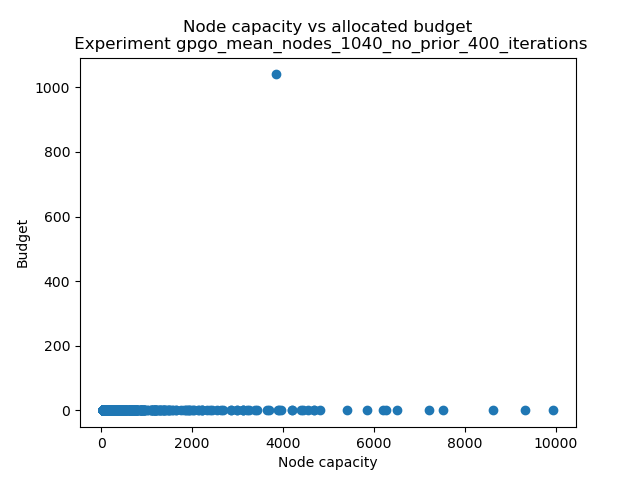 Node capacity vs allocated budget
Experiment gpgo_mean_nodes_1040_no_prior_400_iterations
1000
800
600
400
200
0
Budget
0 2000 4000 6000 8000 10000
Node capacity